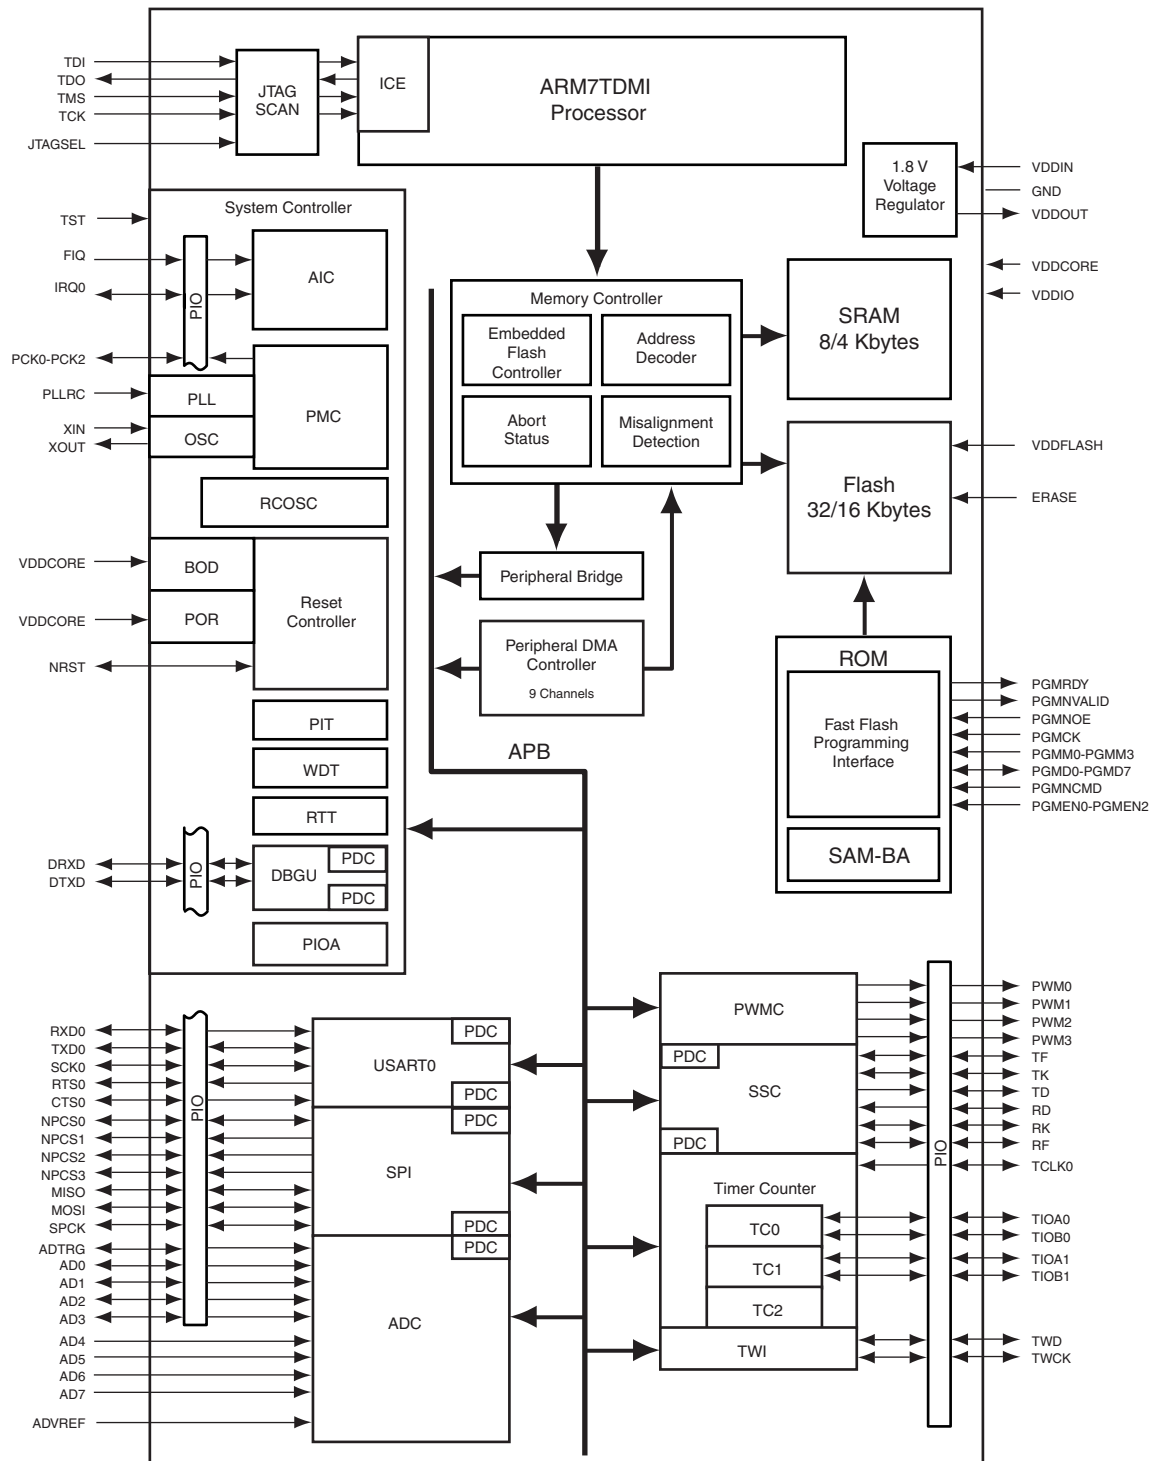 TDI
TDO
TMS
TCK
JTAGSEL
JTAG
SCAN
ICE
ARM7TDMI
Processor
1.8 V
Voltage
Regulator
VDDIN
GND
VDDOUT
VDDCORE
VDDIO
System Controller
TST
FIQ
IRQ0
PIO
AIC
PCK0-PCK2
PLLRC
PLL
XIN
XOUT
OSC
PMC
RCOSC
VDDCORE
BOD
VDDCORE
POR
Reset
Controller
NRST
PIT
WDT
RTT
DRXD
DTXD
PIO
DBGU
PDC
PDC
PIOA
Memory Controller
Embedded
Flash
Controller
Address
Decoder
Abort
Status
Misalignment
Detection
SRAM
8/4 Kbytes
Flash
32/16 Kbytes
VDDFLASH
ERASE
Peripheral Bridge
Peripheral DMA
Controller
9 Channels
APB
ROM
Fast Flash
Programming
Interface
SAM-BA
PGMRDY
PGMNVALID
PGMNOE
PGMCK
PGMM0-PGMM3
PGMD0-PGMD7
PGMNCMD
PGMEN0-PGMEN2
RXD0
TXD0
SCK0
RTS0
CTS0
NPCS0
NPCS1
NPCS2
NPCS3
MISO
MOSI
SPCK
ADTRG
AD0
AD1
AD2
AD3
AD4
AD5
AD6
AD7
ADVREF
PIO
PDC
USART0
PDC
PDC
SPI
PDC
PDC
ADC
PWMC
PDC
SSC
PDC
Timer Counter
TC0
TC1
TC2
TWI
PIO
PWM0
PWM1
PWM2
PWM3
TF
TK
TD
RD
RK
RF
TCLK0
TIOA0
TIOB0
TIOA1
TIOB1
TWD
TWCK